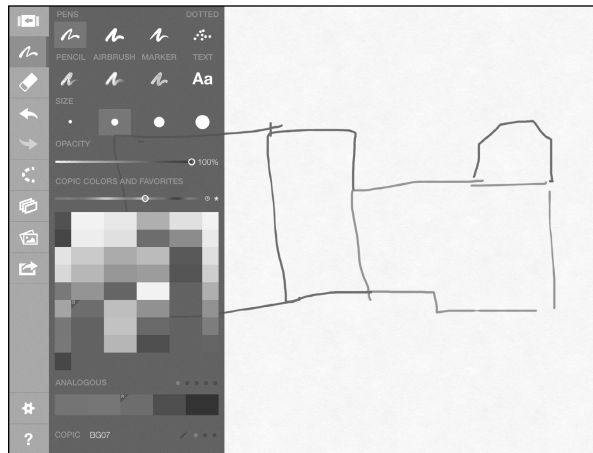 PENS DOTTED
PENCIL AIRBRUSH MARKER TEXT
Aa
SIZE
OPACITY
100%
COPIC COLORS AND FAVORITES
ANALOGOUS
COPIC BG07
?